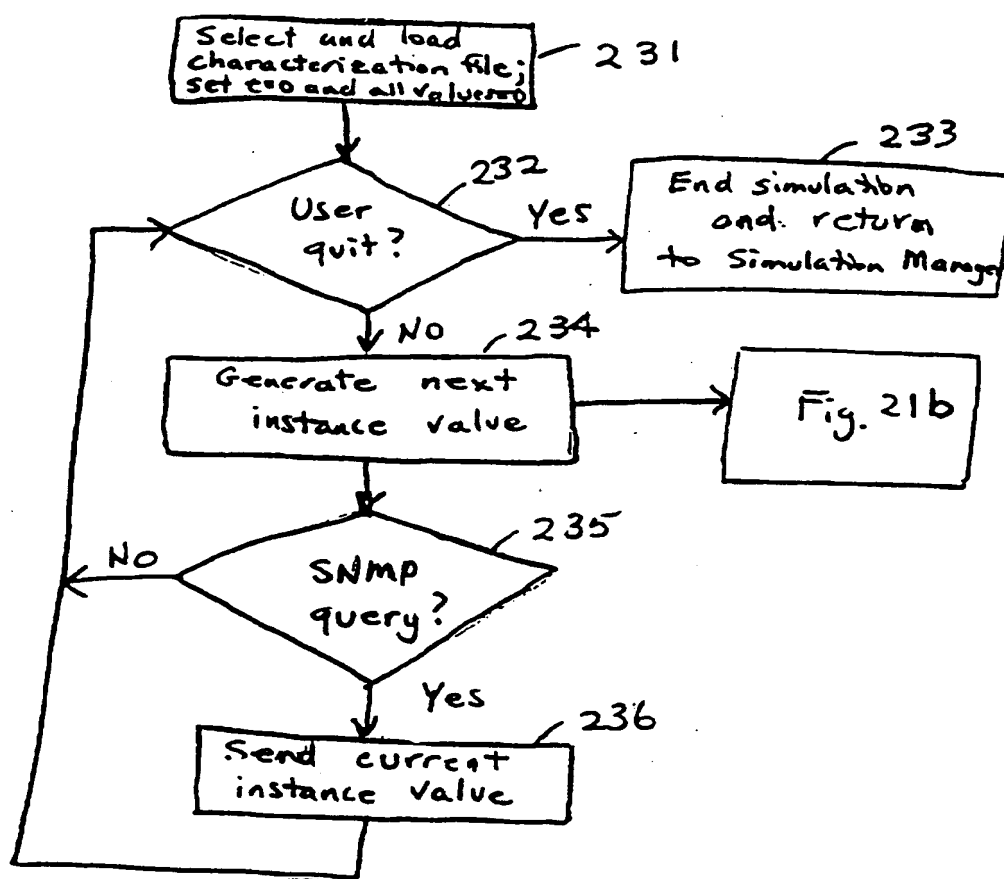 Select and load
characterization file;
set t=0 and all values=0
231
232
User
quit?
Yes
233
End simulation
and return
to Simulation Manager
No
234
Generate next
instance value
Fig. 21b
235
SNMP
query?
No
Yes
236
Send current
instance value